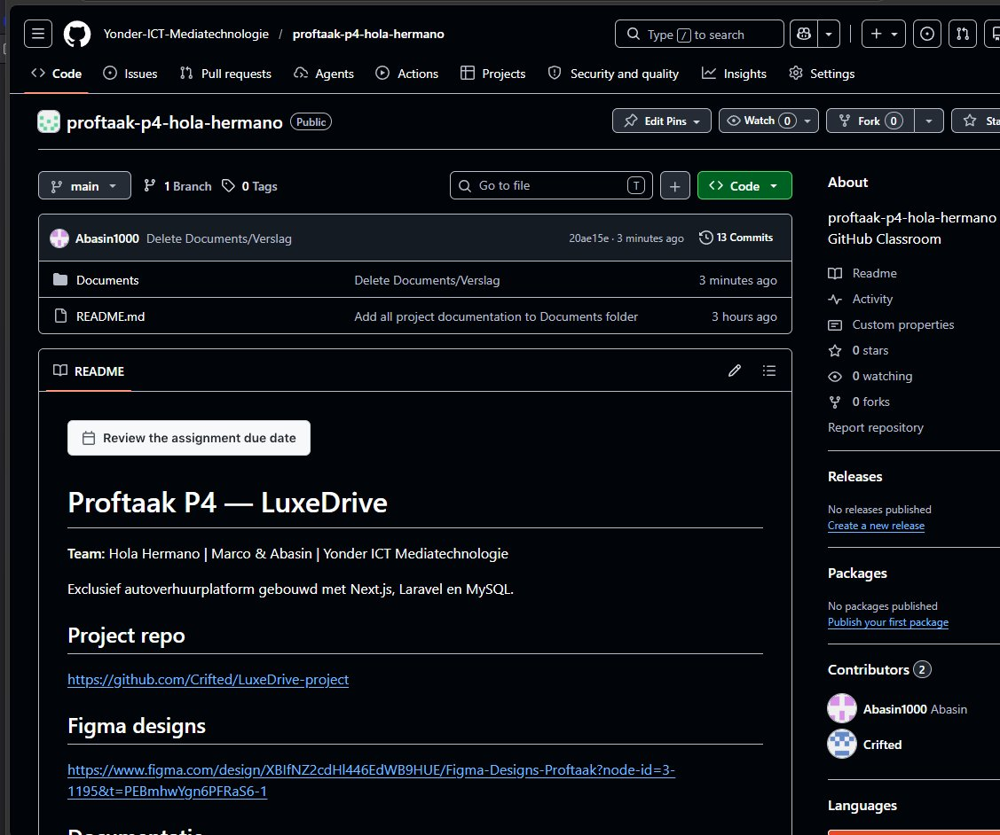 Yonder-ICT-Mediatechnologie / proftaak-p4-hola-hermano
Type / to search
Code
Issues
Pull requests
Agents
Actions
Projects
Security and quality
Insights
Settings
proftaak-p4-hola-hermano Public
Edit Pins
Watch 0
Fork 0
Sta
main
1 Branch
0 Tags
Go to file T
+
Code
Abasin1000 Delete Documents/Verslag 20ae15e · 3 minutes ago 13 Commits
Documents Delete Documents/Verslag 3 minutes ago
README.md Add all project documentation to Documents folder 3 hours ago
README
Review the assignment due date
Proftaak P4 — LuxeDrive
Team: Hola Hermano | Marco & Abasin | Yonder ICT Mediatechnologie
Exclusief autoverhuurplatform gebouwd met Next.js, Laravel en MySQL.
Project repo
https://github.com/Crifted/LuxeDrive-project
Figma designs
https://www.figma.com/design/XBIfNZ2cdHl446EdWB9HUE/Figma-Designs-Proftaak?node-id=3-
1195&t=PEBmhwYgn6PFRaS6-1
Documentatie
About
proftaak-p4-hola-hermano
GitHub Classroom
Readme
Activity
Custom properties
0 stars
0 watching
0 forks
Report repository
Releases
No releases published
Create a new release
Packages
No packages published
Publish your first package
Contributors 2
Abasin1000 Abasin
Crifted
Languages